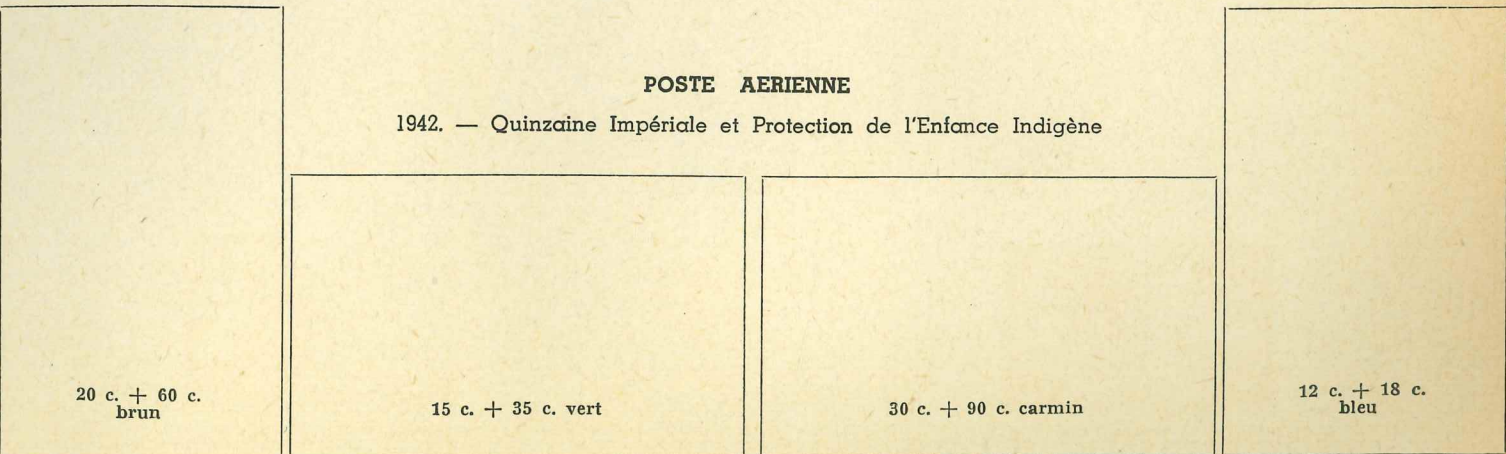 POSTE AERIENNE
1942. — Quinzaine Impériale et Protection de l'Enfance Indigène
20 c. + 60 c.
brun
15 c. + 35 c. vert
30 c. + 90 c. carmin
12 c. + 18 c.
bleu